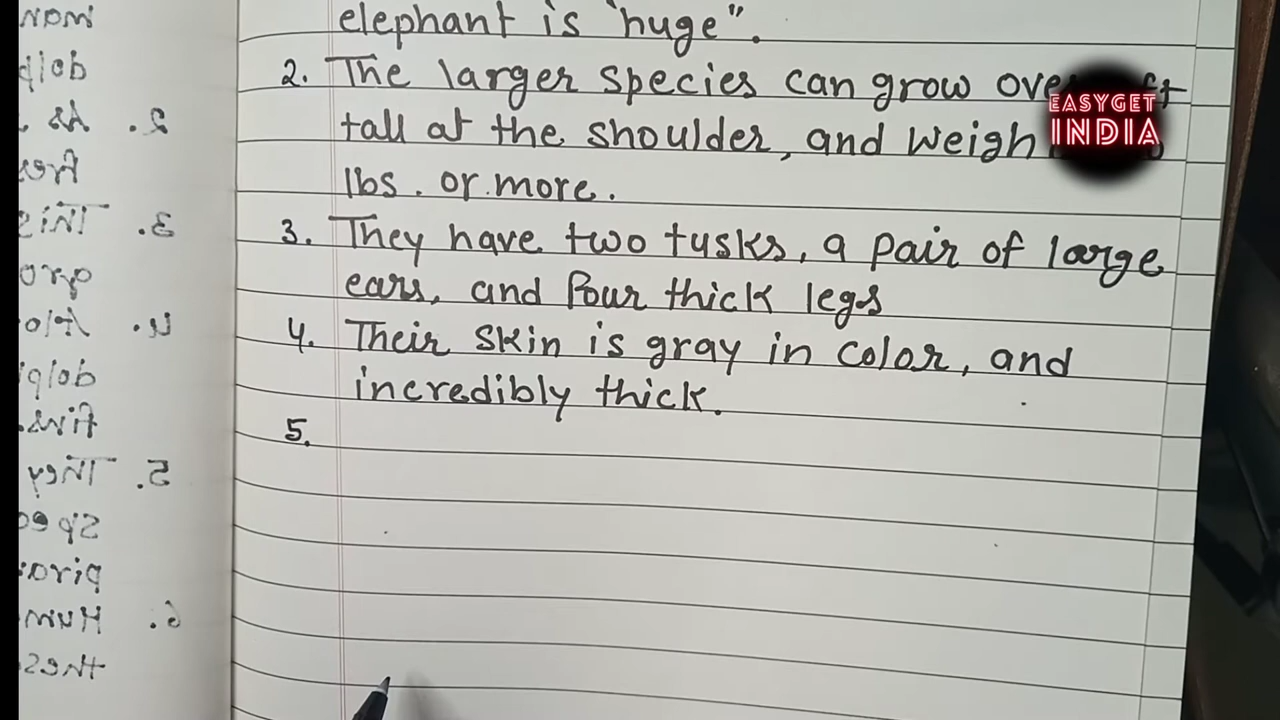 elephant is "huge".
2. The larger species can grow over ft
tall at the shoulder, and weigh
lbs. or more.
3. They have two tusks, a pair of large
ears, and four thick legs
4. Their skin is gray in color, and
incredibly thick.
5.
EASYGET
INDIA